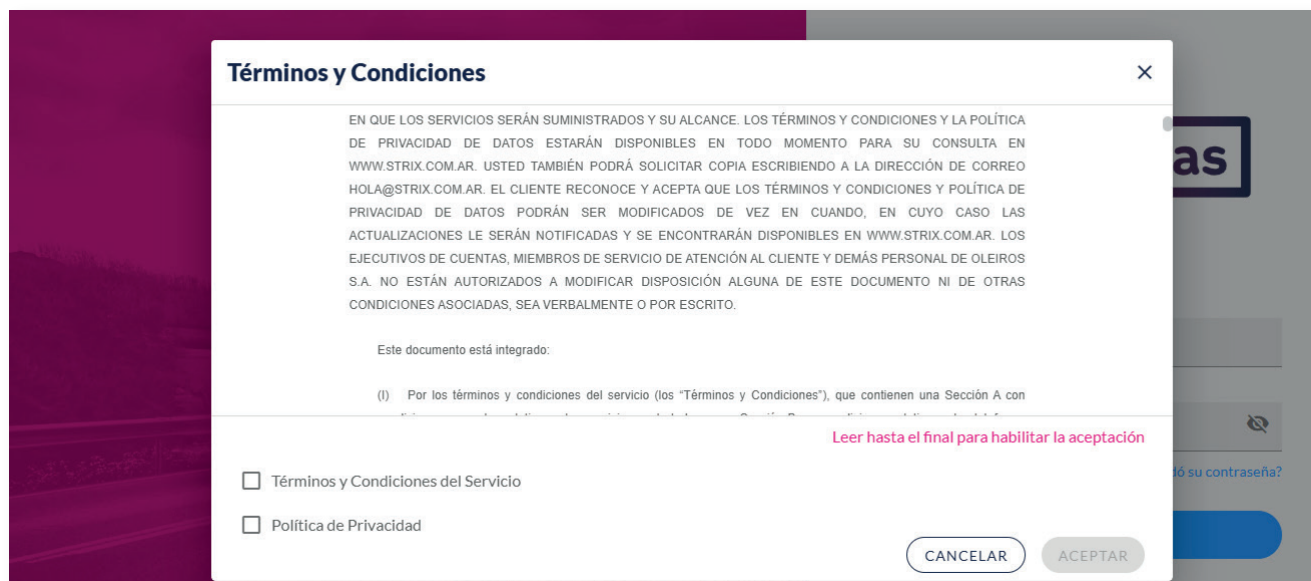 Términos y Condiciones
EN QUE LOS SERVICIOS SERÁN SUMINISTRADOS Y SU ALCANCE. LOS TÉRMINOS Y CONDICIONES Y LA POLÍTICA
DE PRIVACIDAD DE DATOS ESTARÁN DISPONIBLES EN TODO MOMENTO PARA SU CONSULTA EN
WWW.STRIX.COM.AR. USTED TAMBIÉN PODRÁ SOLICITAR COPIA ESCRIBIENDO A LA DIRECCIÓN DE CORREO
HOLA@STRIX.COM.AR. EL CLIENTE RECONOCE Y ACEPTA QUE LOS TÉRMINOS Y CONDICIONES Y POLÍTICA DE
PRIVACIDAD DE DATOS PODRÁN SER MODIFICADOS DE VEZ EN CUANDO, EN CUYO CASO LAS
ACTUALIZACIONES LE SERÁN NOTIFICADAS Y SE ENCONTRARÁN DISPONIBLES EN WWW.STRIX.COM.AR. LOS
EJECUTIVOS DE CUENTAS, MIEMBROS DE SERVICIO DE ATENCIÓN AL CLIENTE Y DEMÁS PERSONAL DE OLEIROS
S.A. NO ESTÁN AUTORIZADOS A MODIFICAR DISPOSICIÓN ALGUNA DE ESTE DOCUMENTO NI DE OTRAS
CONDICIONES ASOCIADAS, SEA VERBALMENTE O POR ESCRITO.
Este documento está integrado:
(I) Por los términos y condiciones del servicio (los “Términos y Condiciones”), que contienen una Sección A con
as
Leer hasta el final para habilitar la aceptación
Términos y Condiciones del Servicio
dó su contraseña?
Política de Privacidad
CANCELAR
ACEPTAR